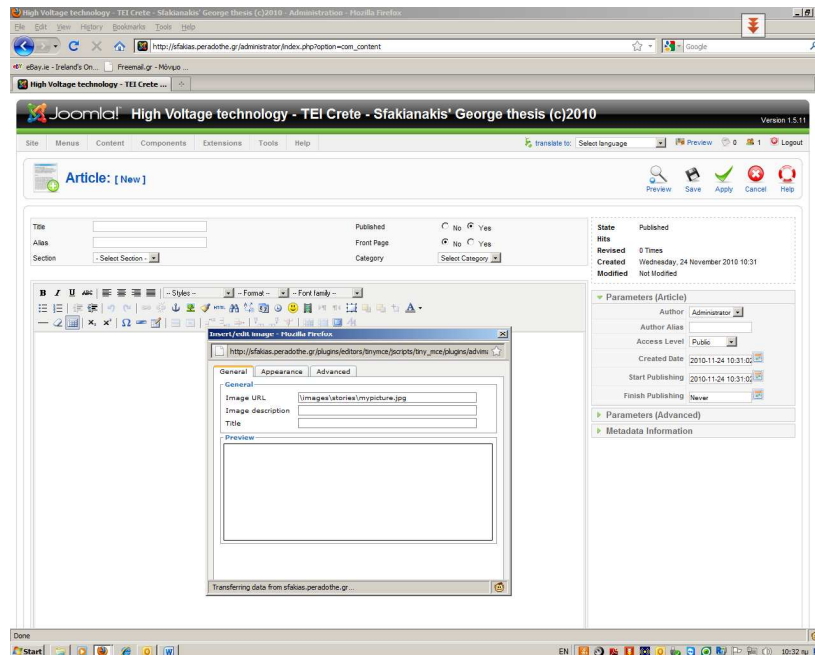 High Voltage technology - TEI Crete - Sfakianakis' George thesis (c)2010 - Administration - Mozilla Firefox
File Edit View History Bookmarks Tools Help
http://sfakias.peradothe.gr/administrator/index.php?option=com_content
Google
eBay.ie - Ireland's On... Freemail.gr - Μόνιμο ...
High Voltage technology - TEI Crete ...
Joomla! High Voltage technology - TEI Crete - Sfakianakis' George thesis (c)2010
Version 1.5.11
Site Menus Content Components Extensions Tools Help
translate to: Select language Preview 0 1 Logout
Article: [ New ]
Preview Save Apply Cancel Help
Title Published No Yes
Alias Front Page No Yes
Section - Select Section - Category Select Category
State Published
Hits
Revised 0 Times
Created Wednesday, 24 November 2010 10:31
Modified Not Modified
B I U ABC -- Styles -- -- Format -- -- Font family --
HTML
A
x, x' Ω
Parameters (Article)
Author Administrator
Author Alias
Access Level Public
Created Date 2010-11-24 10:31:02
Start Publishing 2010-11-24 10:31:02
Finish Publishing Never
Parameters (Advanced)
Metadata Information
Insert/edit image - Mozilla Firefox
http://sfakias.peradothe.gr/plugins/editors/tinymce/jscripts/tiny_mce/plugins/advima
General Appearance Advanced
General
Image URL \images\stories\mypicture.jpg
Image description
Title
Preview
Transferring data from sfakias.peradothe.gr...
Done
Start
EN
10:32 πμ